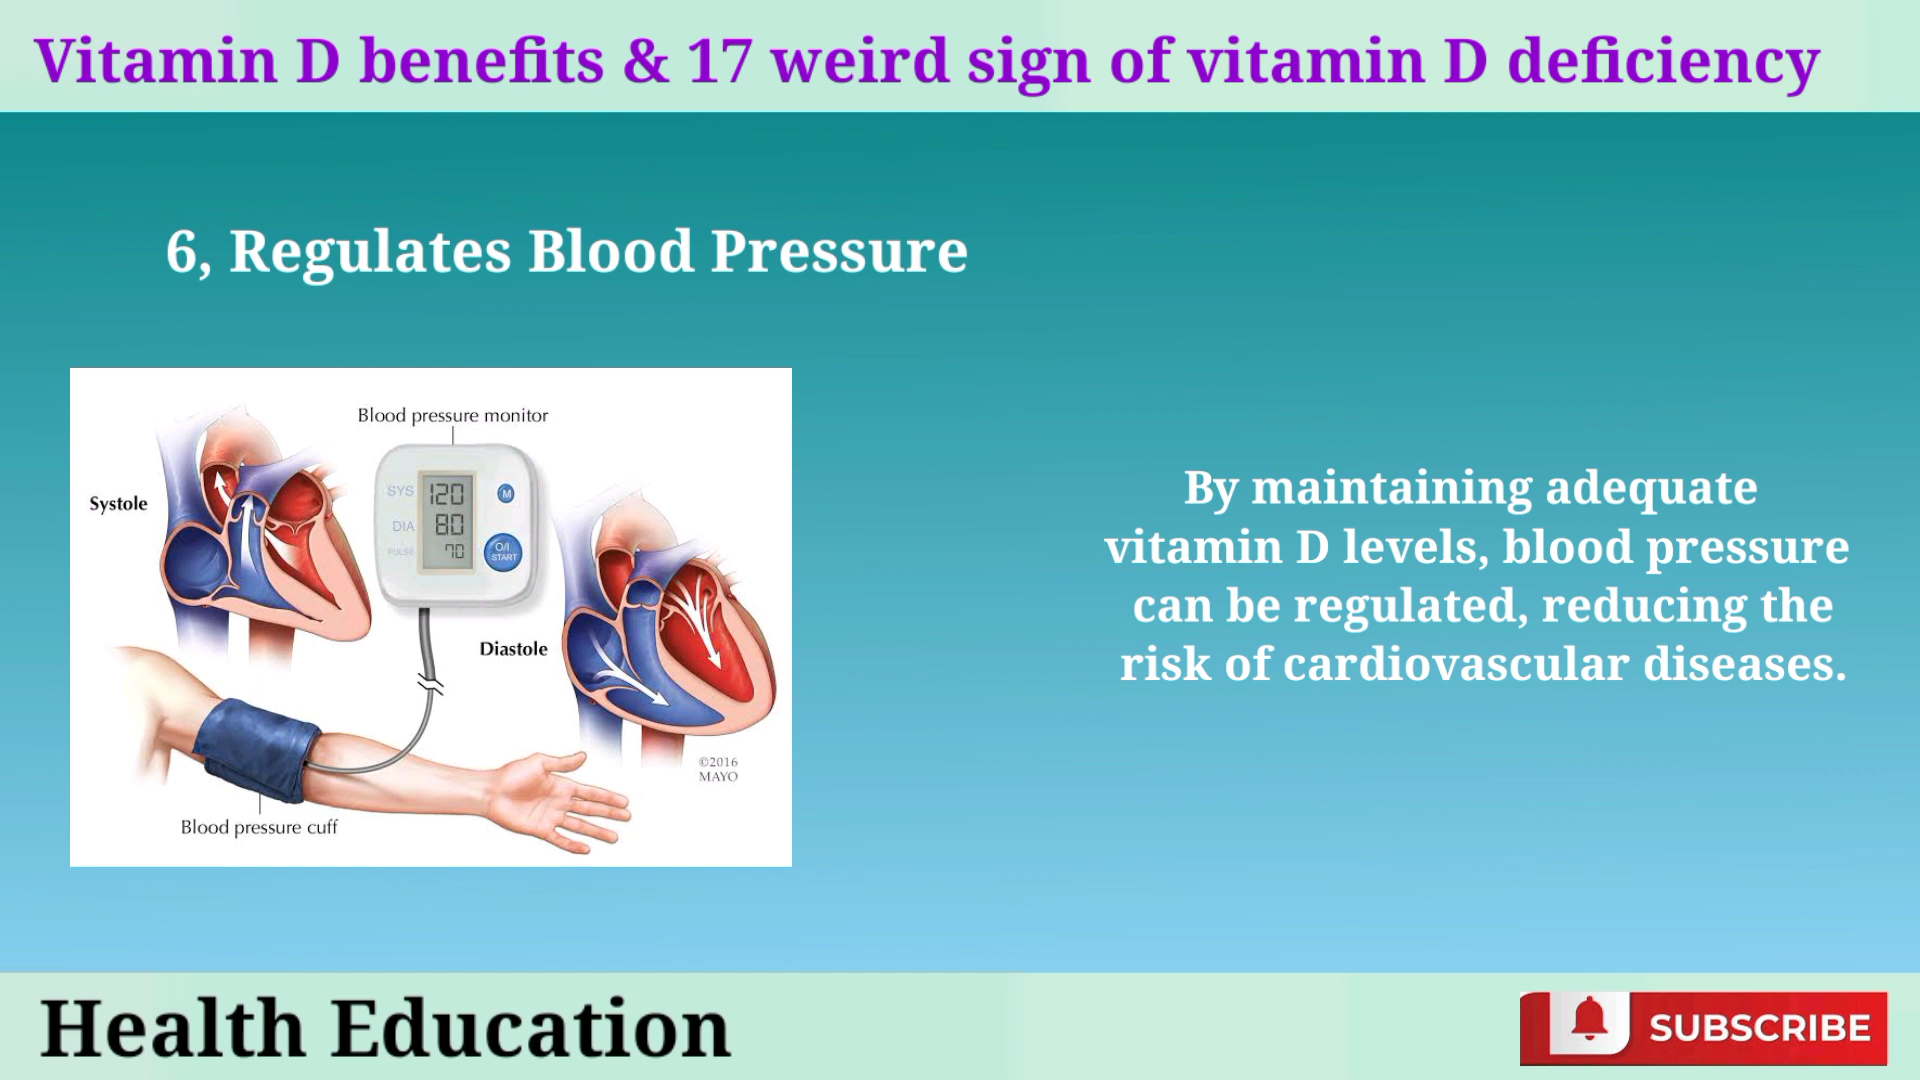 Vitamin D benefits & 17 weird sign of vitamin D deficiency
6, Regulates Blood Pressure
Blood pressure monitor
Systole
SYS 120 M
DIA 80
PULSE 70
O/I
START
Diastole
©2016
MAYO
Blood pressure cuff
By maintaining adequate
vitamin D levels, blood pressure
can be regulated, reducing the
risk of cardiovascular diseases.
Health Education
SUBSCRIBE